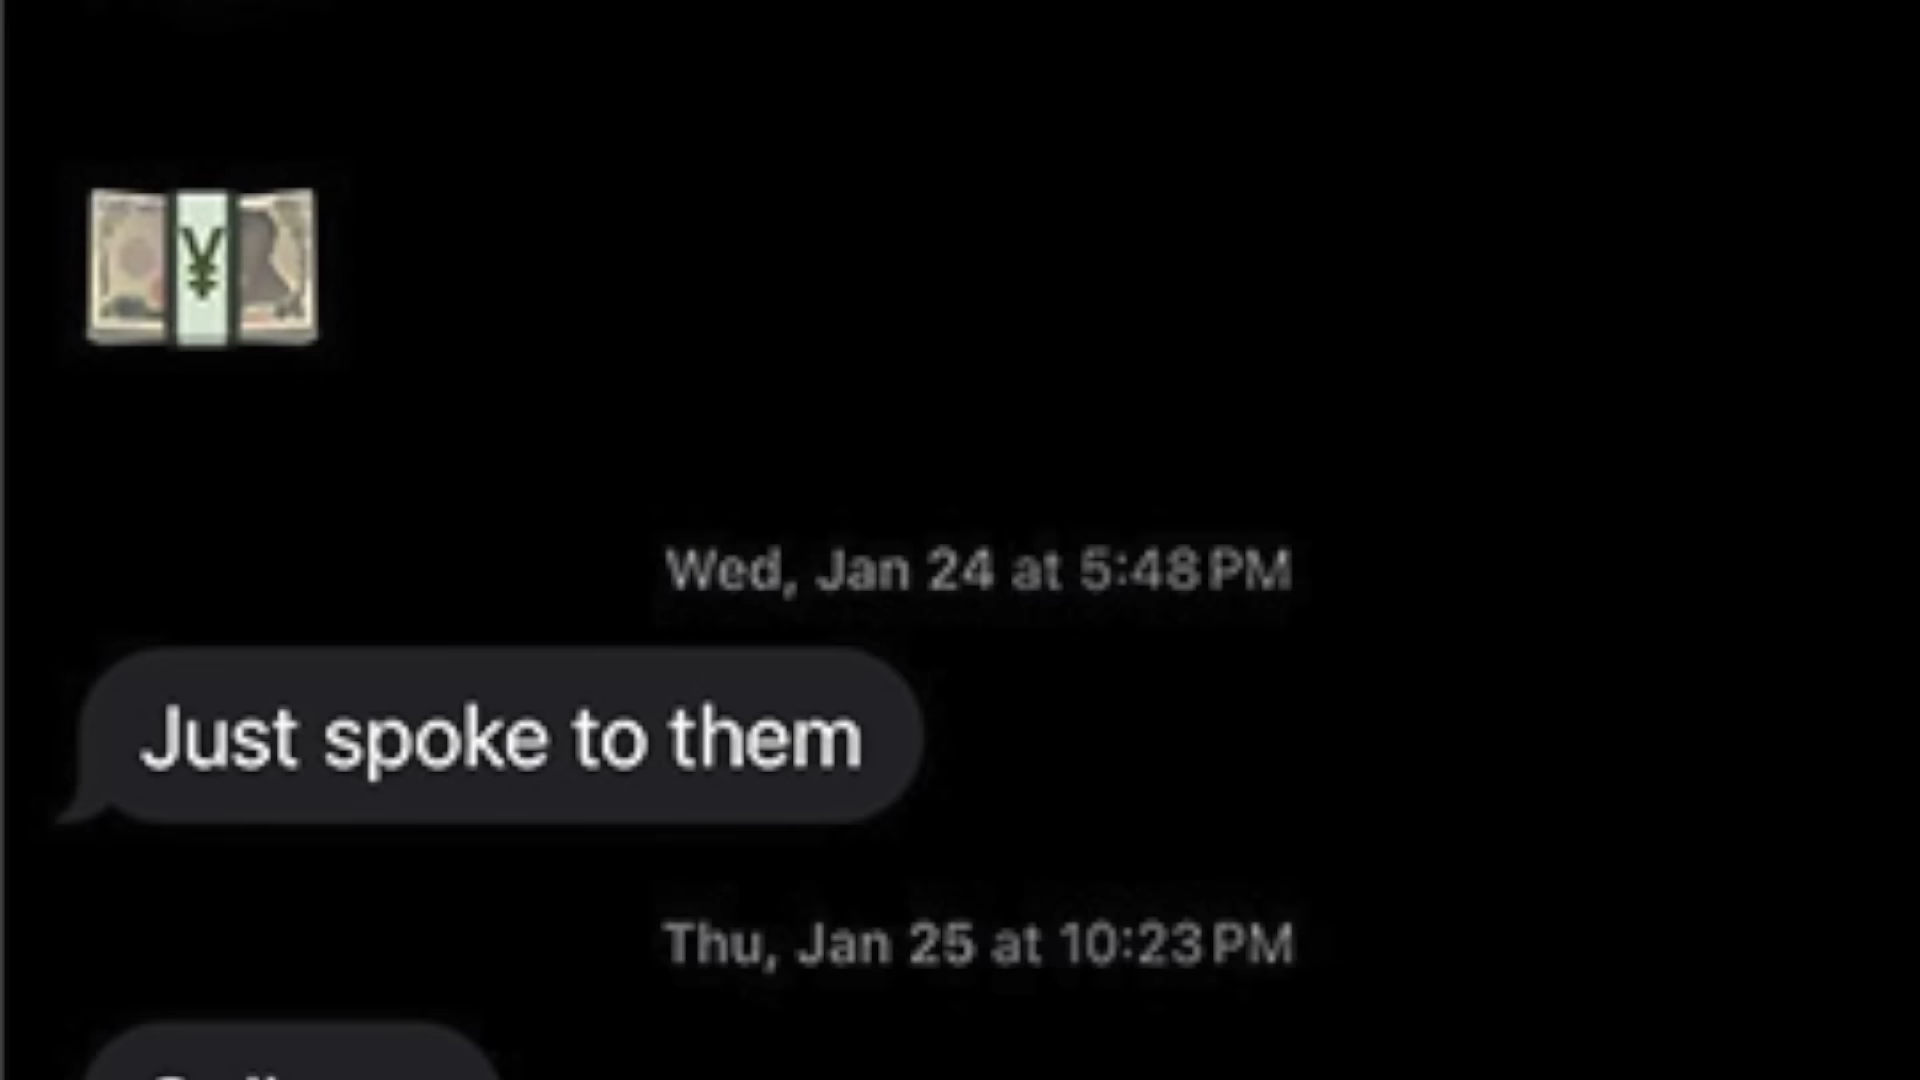 ¥
Wed, Jan 24 at 5:48 PM
Just spoke to them
Thu, Jan 25 at 10:23 PM